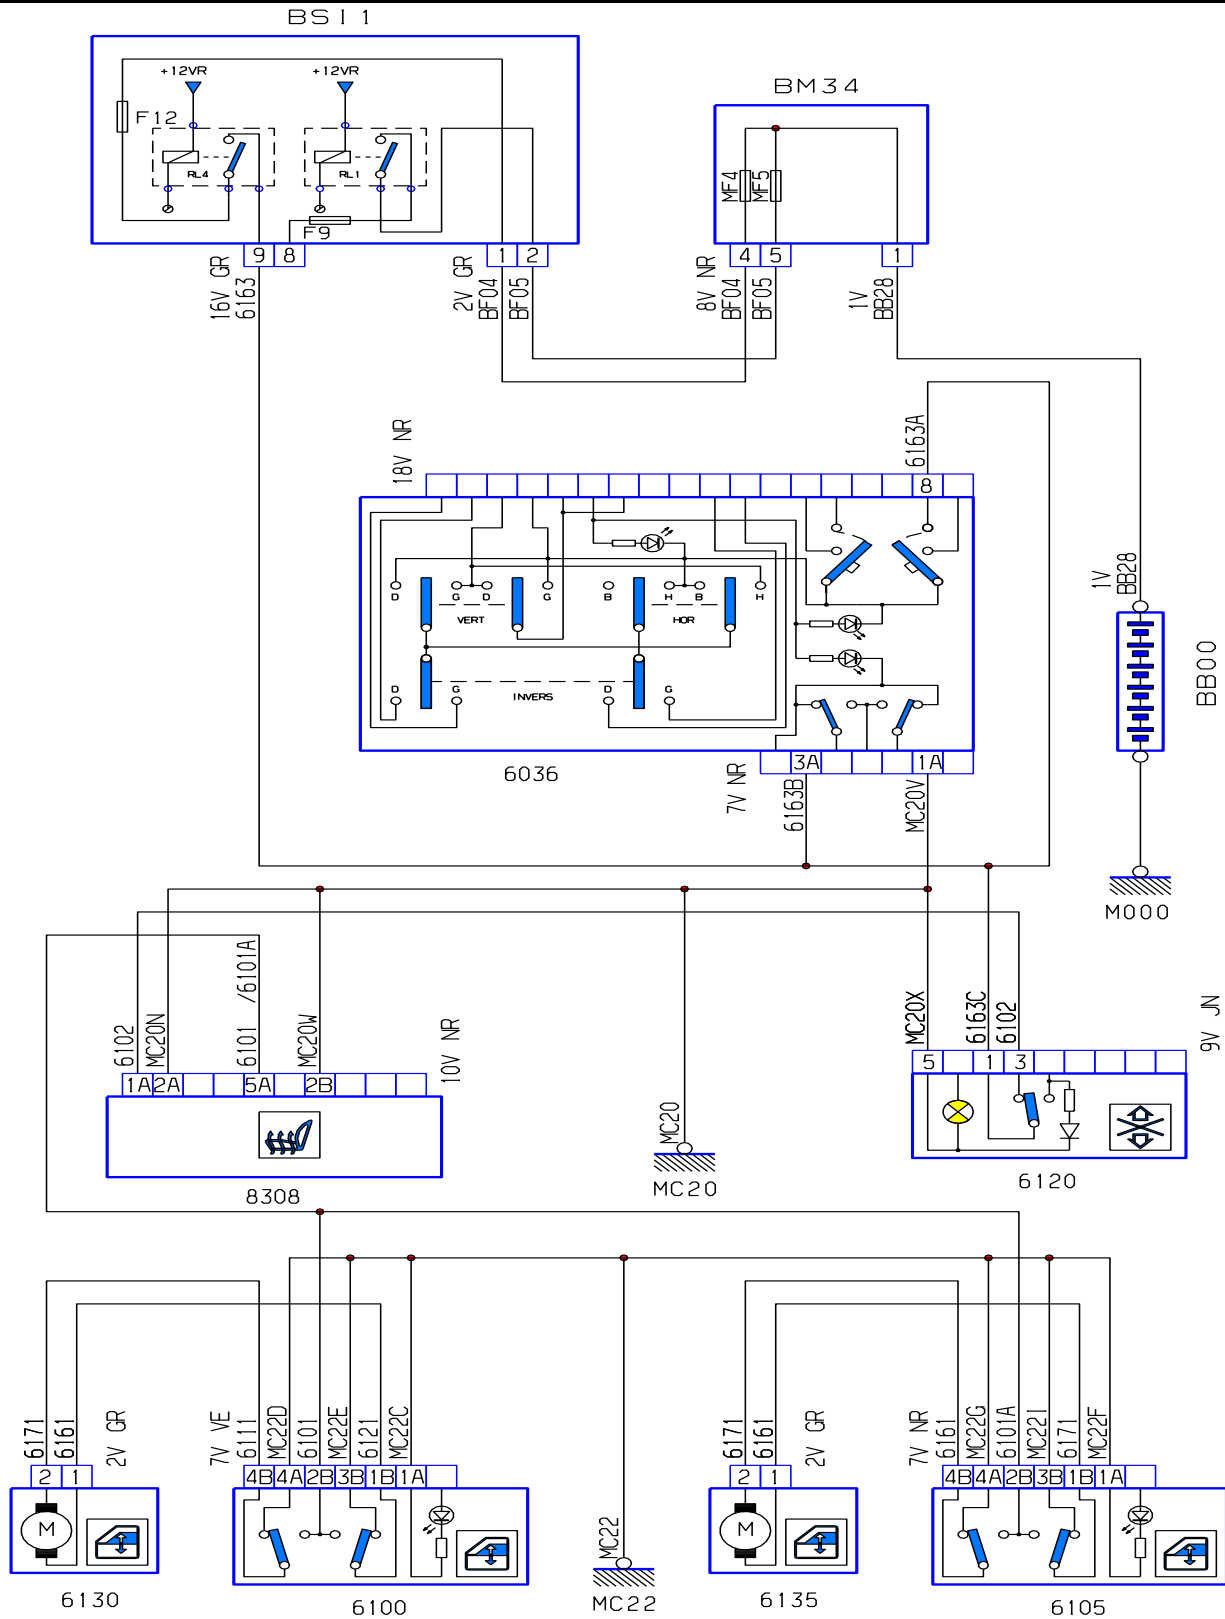 BSI 1
BM34
+12VR
+12VR
F12
RL4
RL1
F9
MF4
MF5
9
8
1
2
4
5
1
16V GR
6163
2V GR
BF04
BF05
8V NR
BF04
BF05
1V
BB28
18V NR
6163A
8
1V
BB28
D
G
D
G
B
H
B
H
VERT
HOR
D
G
D
G
INVERS
BB00
6036
7V NR
3A
1A
6163B
MC20V
M000
6102
MC20N
6101 /6101A
MC20W
10V NR
MC20X
6163C
6102
9V JN
1A
2A
5A
2B
5
1
3
MC20
8308
MC20
6120
6171
6161
2V GR
7V VE
6111
MC22D
6101
MC22E
6121
MC22C
6171
6161
2V GR
7V NR
6161
MC22G
6101A
MC22I
6171
MC22F
2
1
4B
4A
2B
3B
1B
1A
2
1
4B
4A
2B
3B
1B
1A
M
M
MC22
6130
6100
MC22
6135
6105